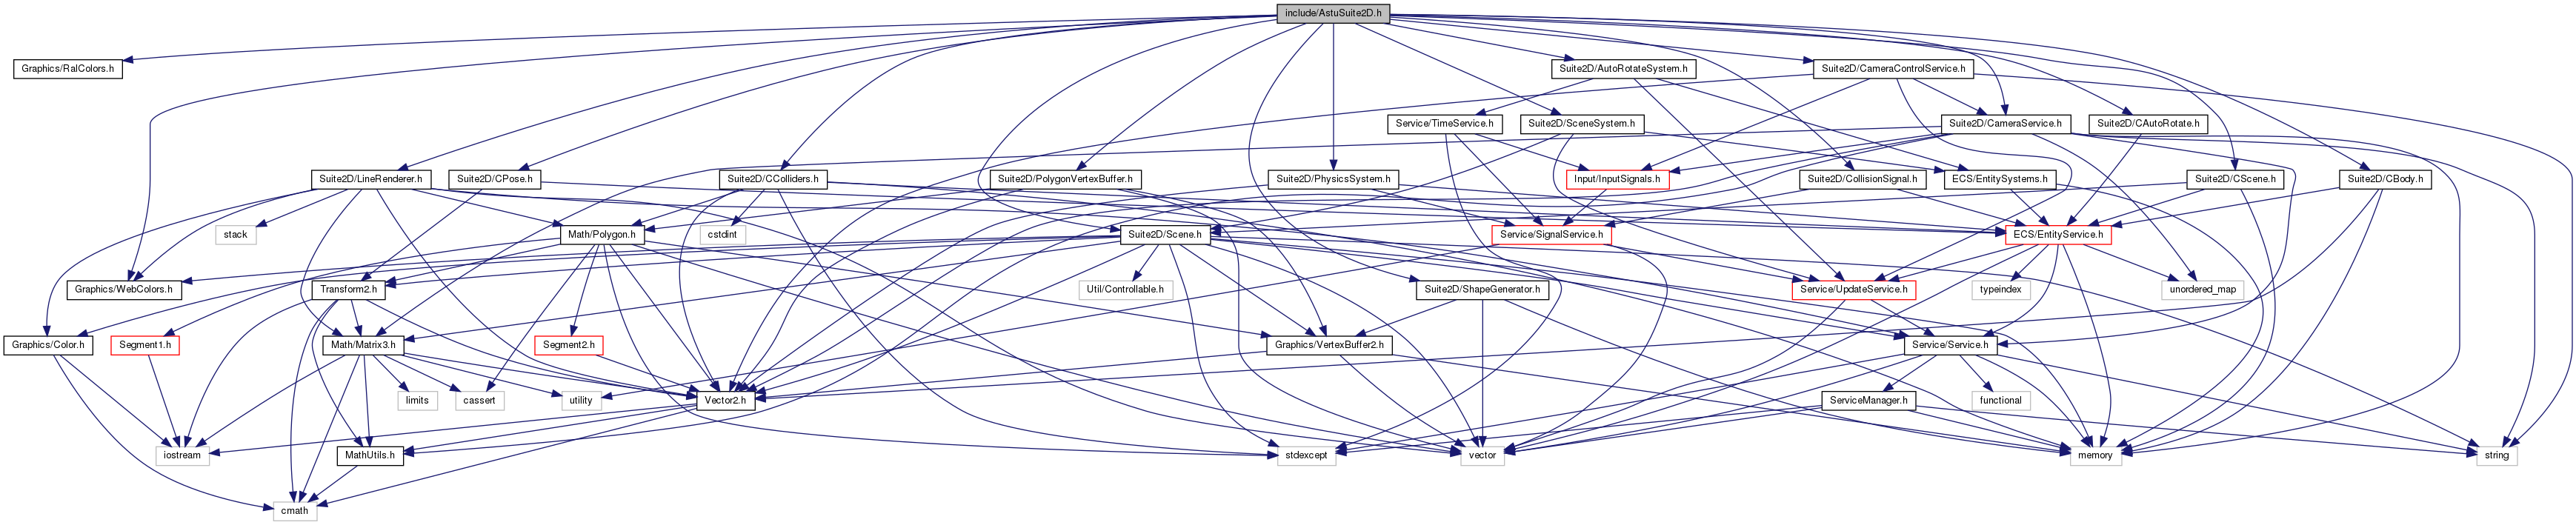 include/AstuSuite2D.h
Graphics/RalColors.h
Suite2D/AutoRotateSystem.h
Suite2D/CameraControlService.h
Service/TimeService.h
Suite2D/SceneSystem.h
Suite2D/CameraService.h
Suite2D/CAutoRotate.h
Suite2D/LineRenderer.h
Suite2D/CPose.h
Suite2D/CColliders.h
Suite2D/PolygonVertexBuffer.h
Suite2D/PhysicsSystem.h
Input/InputSignals.h
Suite2D/CollisionSignal.h
ECS/EntitySystems.h
Suite2D/CScene.h
Suite2D/CBody.h
stack
Math/Polygon.h
cstdint
Suite2D/Scene.h
Service/SignalService.h
ECS/EntityService.h
Graphics/WebColors.h
Transform2.h
Util/Controllable.h
Suite2D/ShapeGenerator.h
Service/UpdateService.h
typeindex
unordered_map
Graphics/Color.h
Segment1.h
Math/Matrix3.h
Segment2.h
Graphics/VertexBuffer2.h
Service/Service.h
limits
cassert
utility
Vector2.h
ServiceManager.h
functional
iostream
MathUtils.h
stdexcept
vector
memory
string
cmath